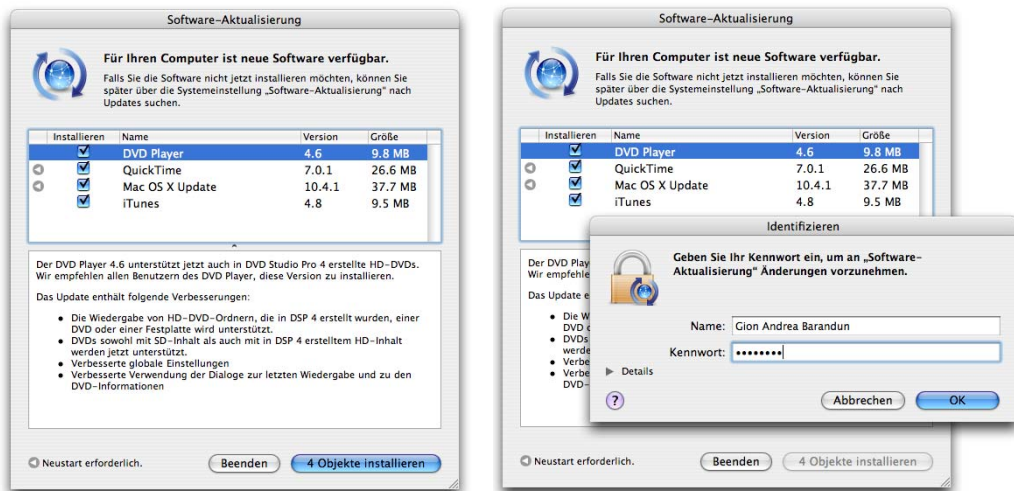 Software-Aktualisierung
Für Ihren Computer ist neue Software verfügbar.
Falls Sie die Software nicht jetzt installieren möchten, können Sie
später über die Systemeinstellung „Software-Aktualisierung" nach
Updates suchen.
Installieren Name Version Größe
DVD Player 4.6 9.8 MB
QuickTime 7.0.1 26.6 MB
Mac OS X Update 10.4.1 37.7 MB
iTunes 4.8 9.5 MB
Der DVD Player 4.6 unterstützt jetzt auch in DVD Studio Pro 4 erstellte HD-DVDs.
Wir empfehlen allen Benutzern des DVD Player, diese Version zu installieren.
Das Update enthält folgende Verbesserungen:
• Die Wiedergabe von HD-DVD-Ordnern, die in DSP 4 erstellt wurden, einer
DVD oder einer Festplatte wird unterstützt.
• DVDs sowohl mit SD-Inhalt als auch mit in DSP 4 erstelltem HD-Inhalt
werden jetzt unterstützt.
• Verbesserte globale Einstellungen
• Verbesserte Verwendung der Dialoge zur letzten Wiedergabe und zu den
DVD-Informationen
Neustart erforderlich.
Beenden
4 Objekte installieren
Software-Aktualisierung
Für Ihren Computer ist neue Software verfügbar.
Falls Sie die Software nicht jetzt installieren möchten, können Sie
später über die Systemeinstellung „Software-Aktualisierung" nach
Updates suchen.
Installieren Name Version Größe
DVD Player 4.6 9.8 MB
QuickTime 7.0.1 26.6 MB
Mac OS X Update 10.4.1 37.7 MB
iTunes 4.8 9.5 MB
Der DVD Play
Wir empfehle
Das Update e
• Die W
DVD o
• DVDs
werde
• Verbe
• Verbe
DVD-
Identifizieren
Geben Sie Ihr Kennwort ein, um an „Software-
Aktualisierung" Änderungen vorzunehmen.
Name: Gion Andrea Barandun
Kennwort: ••••••••
Details
?
Abbrechen
OK
Neustart erforderlich.
Beenden
4 Objekte installieren